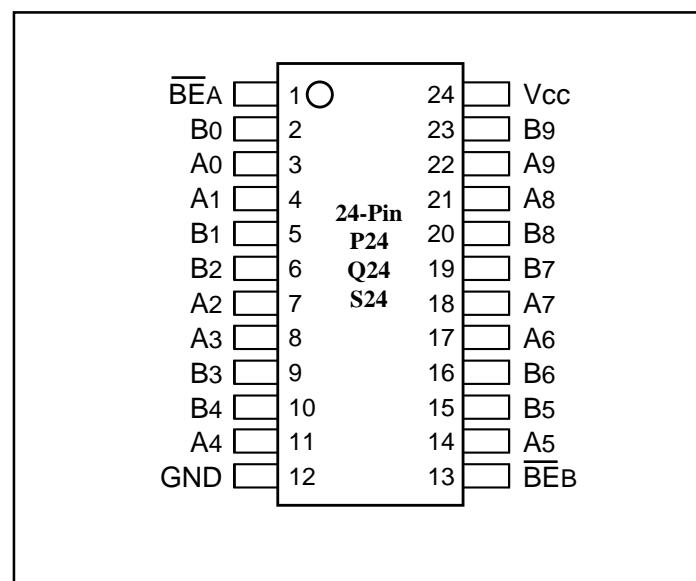 B̅E̅A 1 24 Vcc
B0 2 23 B9
A0 3 22 A9
A1 4 21 A8
B1 5 20 B8
B2 6 19 B7
A2 7 18 A7
A3 8 17 A6
B3 9 16 B6
B4 10 15 B5
A4 11 14 A5
GND 12 13 B̅E̅B
24-Pin
P24
Q24
S24